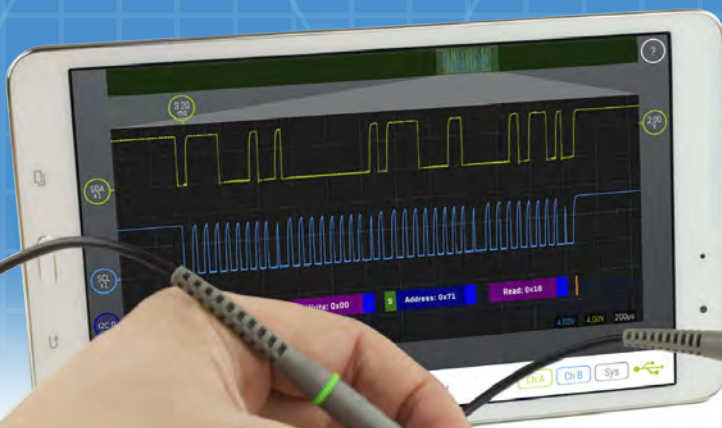 ?
3.20
ms
2.00
V
SDA
x1
SCL
x1
I2C
Write: 0x00
S
Address: 0x71
Read: 0x16
4.00V
4.00V
200µs
Ch A
Ch B
Sys